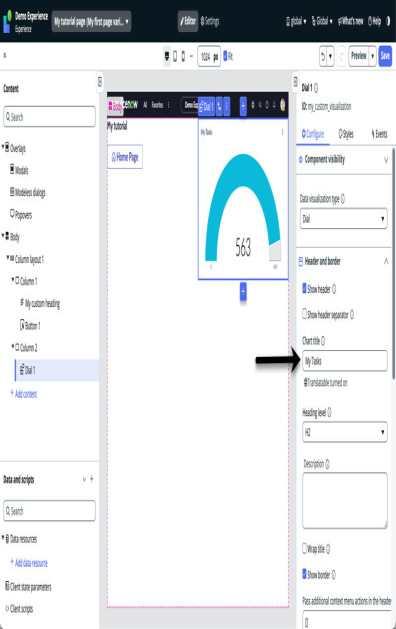 Demo Experience
Experience
My tutorial page (My first page vari...
Editor
Settings
global
Global
What's new
Help
1024 px
Fit
Preview
Save
Content
Search
Overlays
Modals
Modeless dialogs
Popovers
Body
Column layout 1
Column 1
My custom heading
Button 1
Column 2
Dial 1
+ Add content
Data and scripts
Search
Data resources
+ Add data resource
Client state parameters
Client scripts
Body
now
All
Favorites
Dial 1
My tutorial
Home Page
My Tasks
563
0
Dial 1
ID: my_custom_visualization
Configure
Styles
Events
Component visibility
Data visualization type
Dial
Header and border
Show header
Show header separator
Chart title
My Tasks
Translatable turned on
Heading level
H2
Description
Wrap title
Show border
Pass additional context menu actions in the header
[]